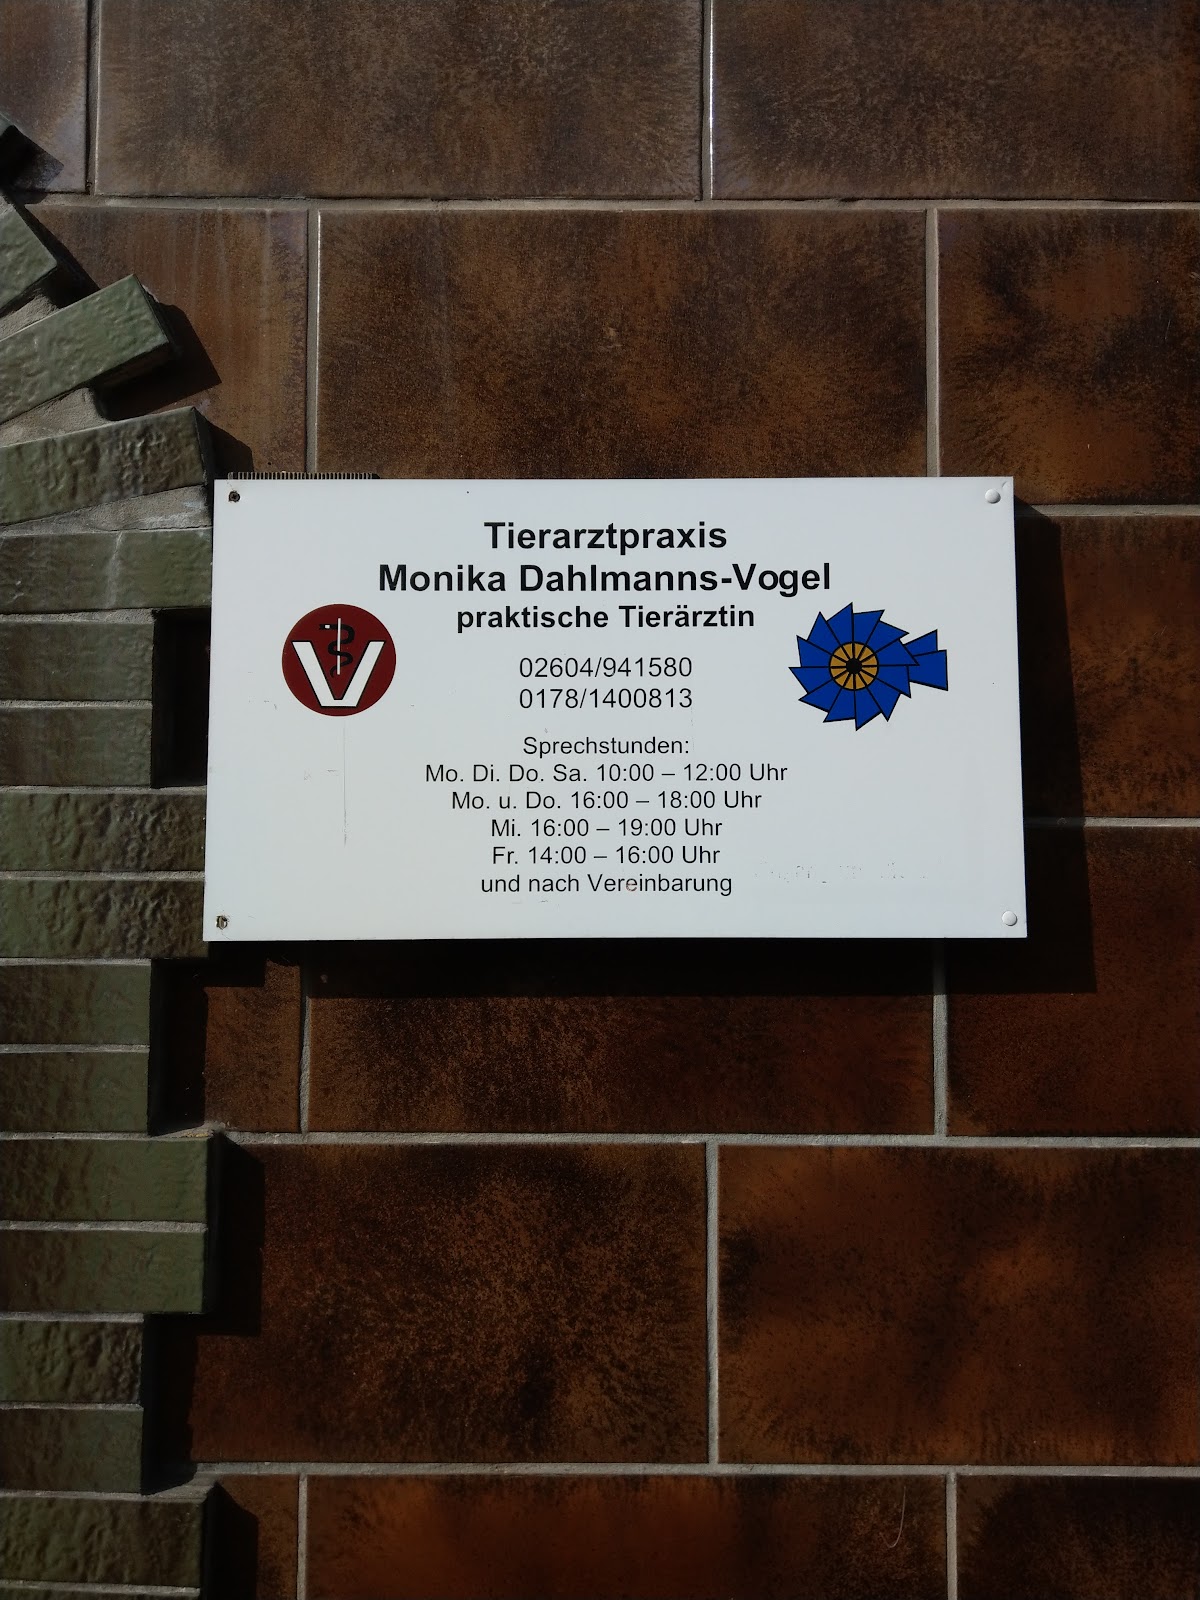 Tierarztpraxis
Monika Dahlmanns-Vogel
praktische Tierärztin
V
02604/941580
0178/1400813
Sprechstunden:
Mo. Di. Do. Sa. 10:00 – 12:00 Uhr
Mo. u. Do. 16:00 – 18:00 Uhr
Mi. 16:00 – 19:00 Uhr
Fr. 14:00 – 16:00 Uhr
und nach Vereinbarung